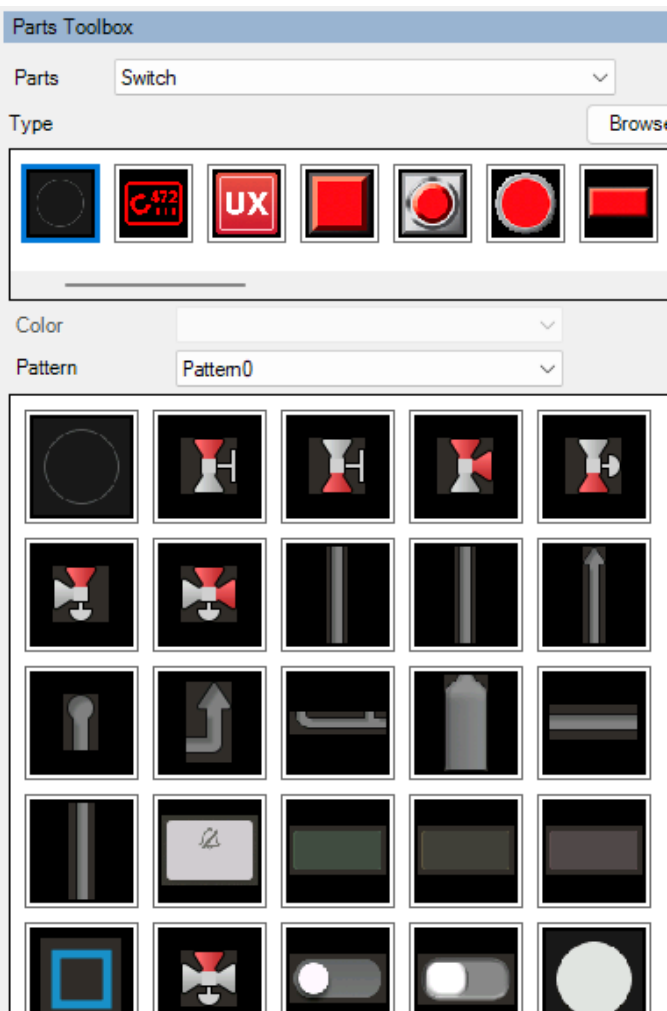 Parts Toolbox
Parts Switch
Type Browse
472
UX
Color
Pattern Pattern0